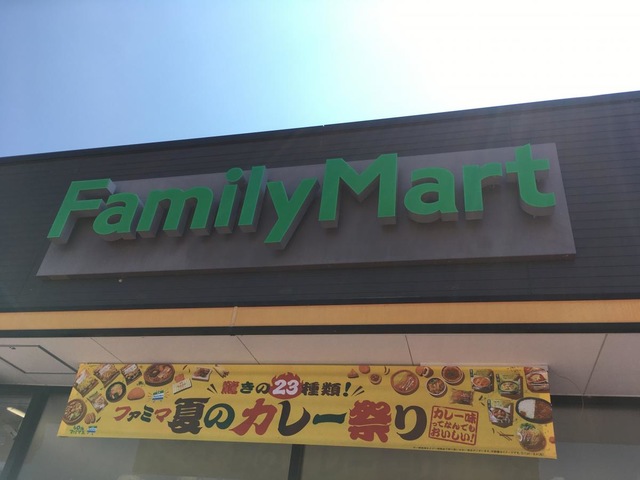 FamilyMart
驚きの23種類!
ファミマ夏のカレー祭り
カレー味
ってなんでも
おいしい!